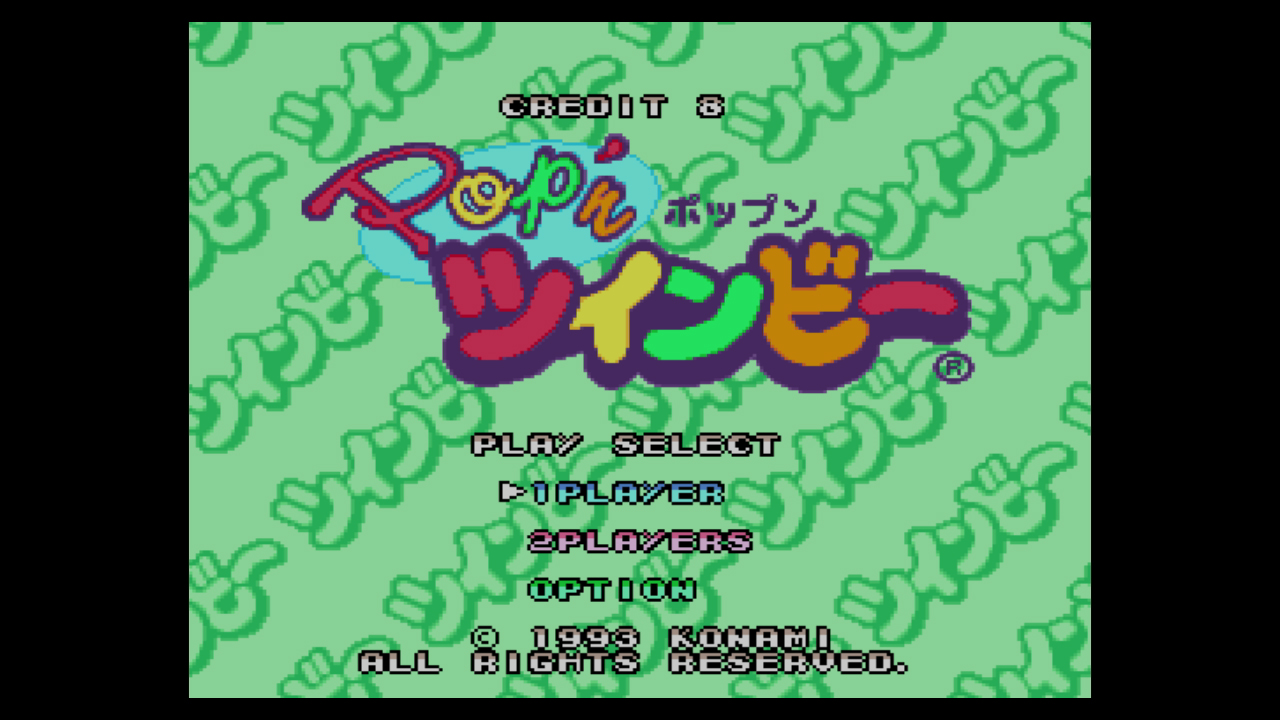 CREDIT 8
Pop'n
ポップン
ツインビー
®
PLAY SELECT
▶1PLAYER
2PLAYERS
OPTION
© 1993 KONAMI
ALL RIGHTS RESERVED.